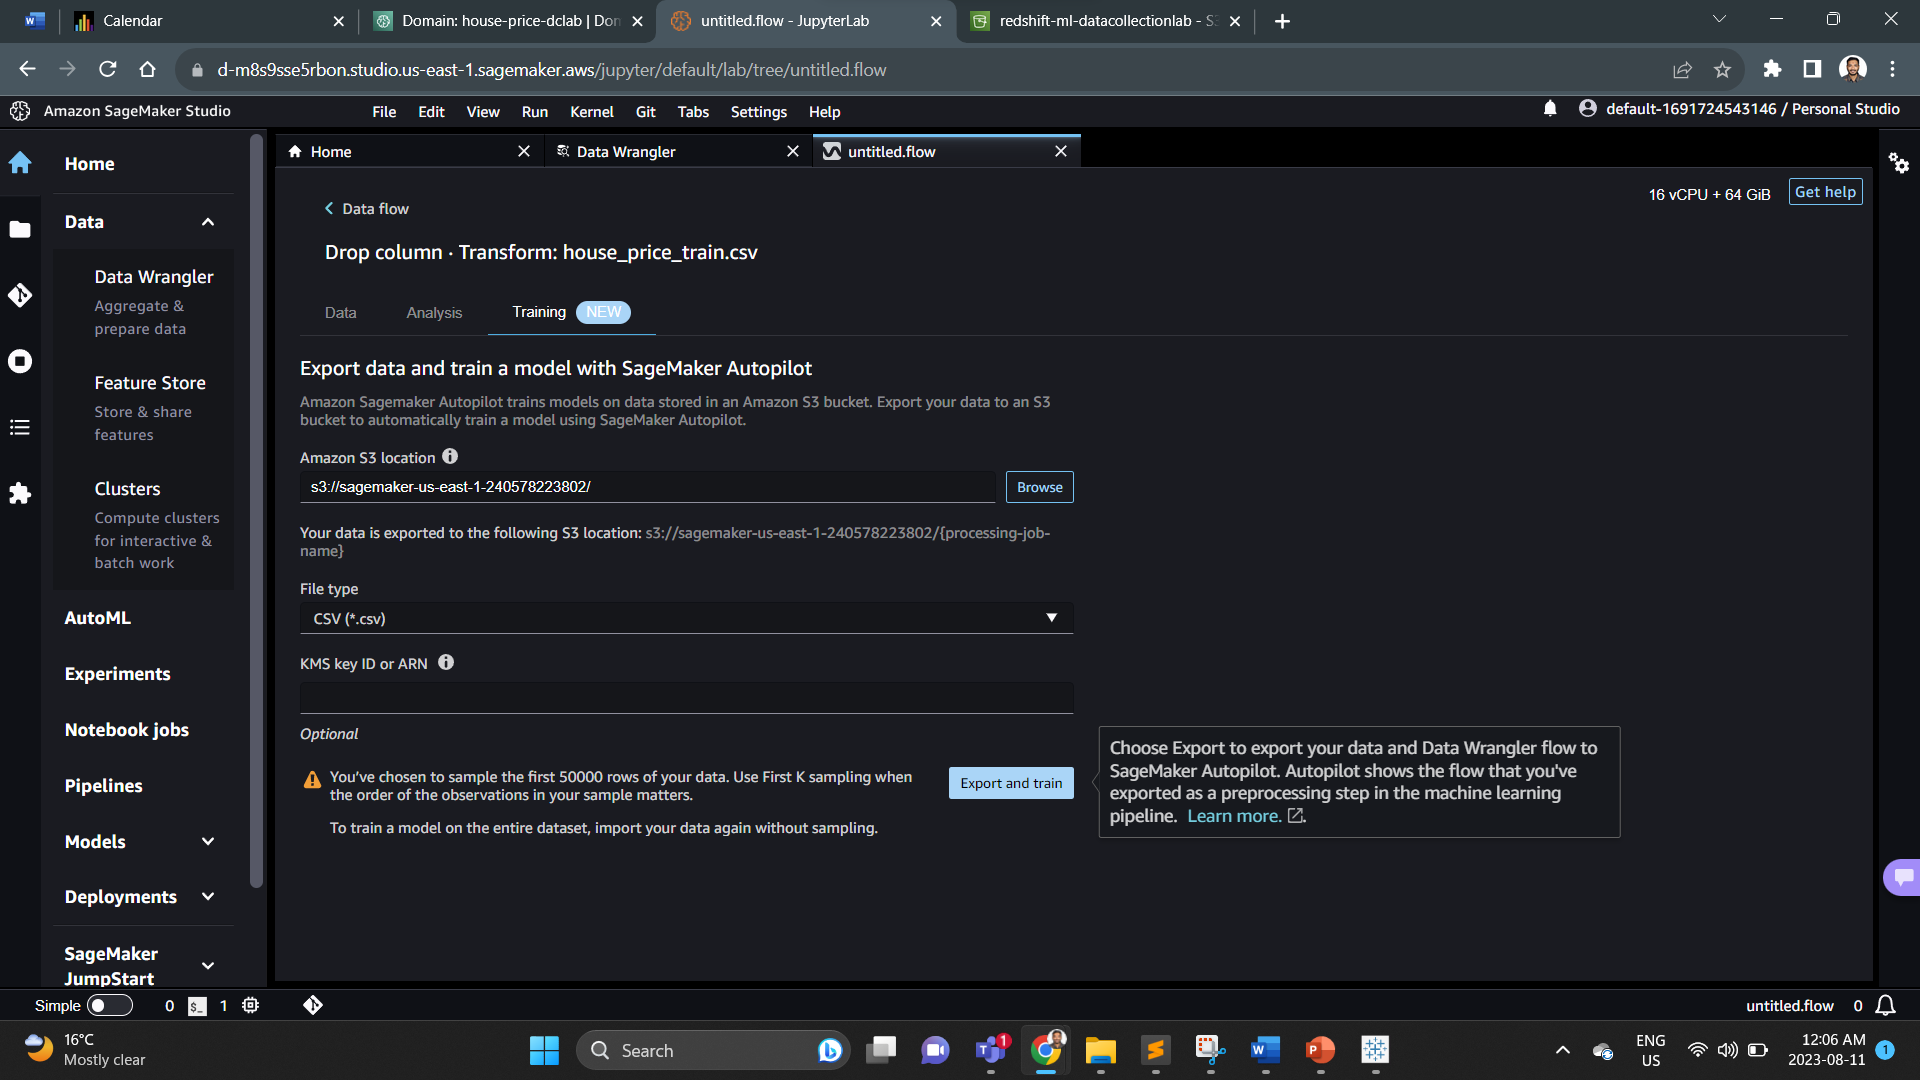 Calendar
Domain: house-price-dclab | Don
untitled.flow - JupyterLab
redshift-ml-datacollectionlab - S3
d-m8s9sse5rbon.studio.us-east-1.sagemaker.aws/jupyter/default/lab/tree/untitled.flow
Amazon SageMaker Studio
File Edit View Run Kernel Git Tabs Settings Help
default-1691724543146 / Personal Studio
Home
Data
Data Wrangler
Aggregate &
prepare data
Feature Store
Store & share
features
Clusters
Compute clusters
for interactive &
batch work
AutoML
Experiments
Notebook jobs
Pipelines
Models
Deployments
SageMaker
JumpStart
Home
Data Wrangler
untitled.flow
16 vCPU + 64 GiB
Get help
Data flow
Drop column · Transform: house_price_train.csv
Data Analysis Training NEW
Export data and train a model with SageMaker Autopilot
Amazon Sagemaker Autopilot trains models on data stored in an Amazon S3 bucket. Export your data to an S3
bucket to automatically train a model using SageMaker Autopilot.
Amazon S3 location
s3://sagemaker-us-east-1-240578223802/
Browse
Your data is exported to the following S3 location: s3://sagemaker-us-east-1-240578223802/{processing-job-
name}
File type
CSV (*.csv)
KMS key ID or ARN
Optional
You've chosen to sample the first 50000 rows of your data. Use First K sampling when
the order of the observations in your sample matters.
To train a model on the entire dataset, import your data again without sampling.
Export and train
Choose Export to export your data and Data Wrangler flow to
SageMaker Autopilot. Autopilot shows the flow that you've
exported as a preprocessing step in the machine learning
pipeline. Learn more.
Simple 0 $_ 1
untitled.flow 0
16°C
Mostly clear
Search
1
ENG
US
12:06 AM
2023-08-11
1